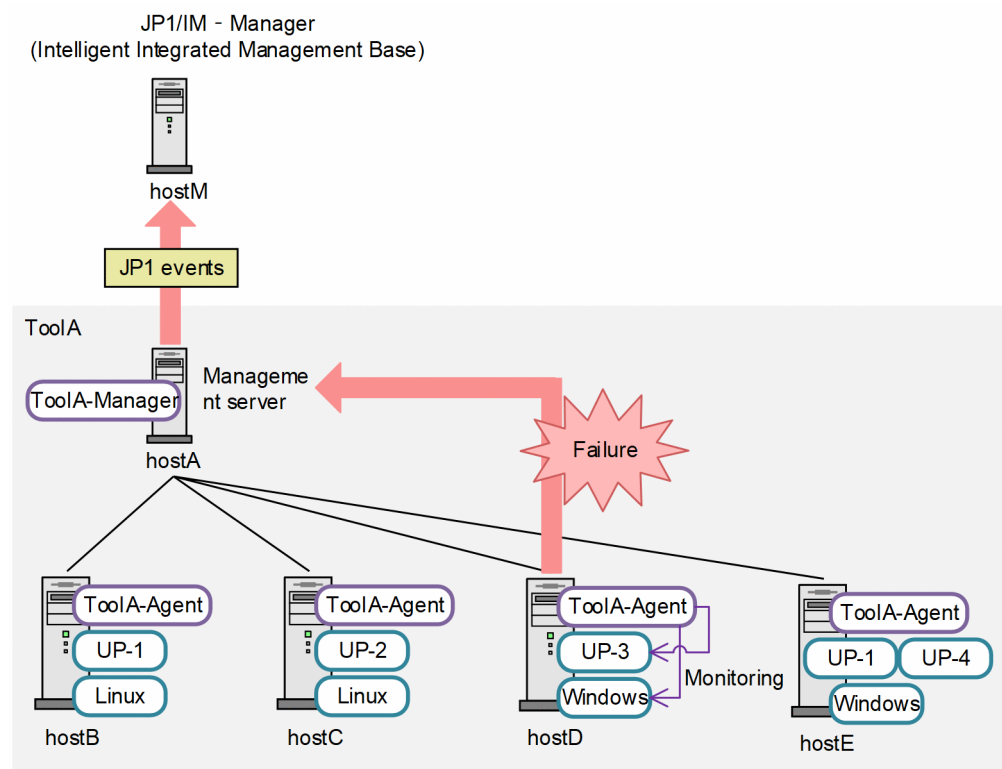 JP1/IM - Manager
(Intelligent Integrated Management Base)
hostM
JP1 events
ToolA
ToolA-Manager
Manageme
nt server
hostA
Failure
ToolA-Agent
UP-1
Linux
hostB
ToolA-Agent
UP-2
Linux
hostC
ToolA-Agent
UP-3
Windows
Monitoring
hostD
ToolA-Agent
UP-1
UP-4
Windows
hostE